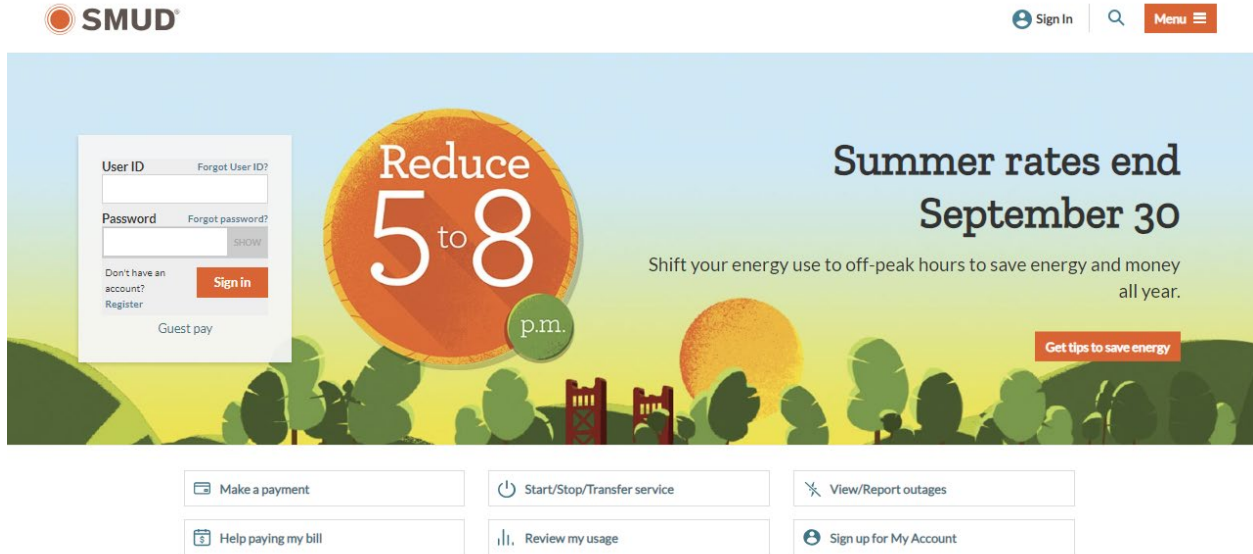 SMUD®
Sign In
Menu
User ID Forgot User ID?
Password Forgot password?
SHOW
Don't have an
account?
Register
Sign in
Guest pay
Reduce
5 to 8
p.m.
Summer rates end
September 30
Shift your energy use to off-peak hours to save energy and money
all year.
Get tips to save energy
Make a payment
Start/Stop/Transfer service
View/Report outages
Help paying my bill
Review my usage
Sign up for My Account